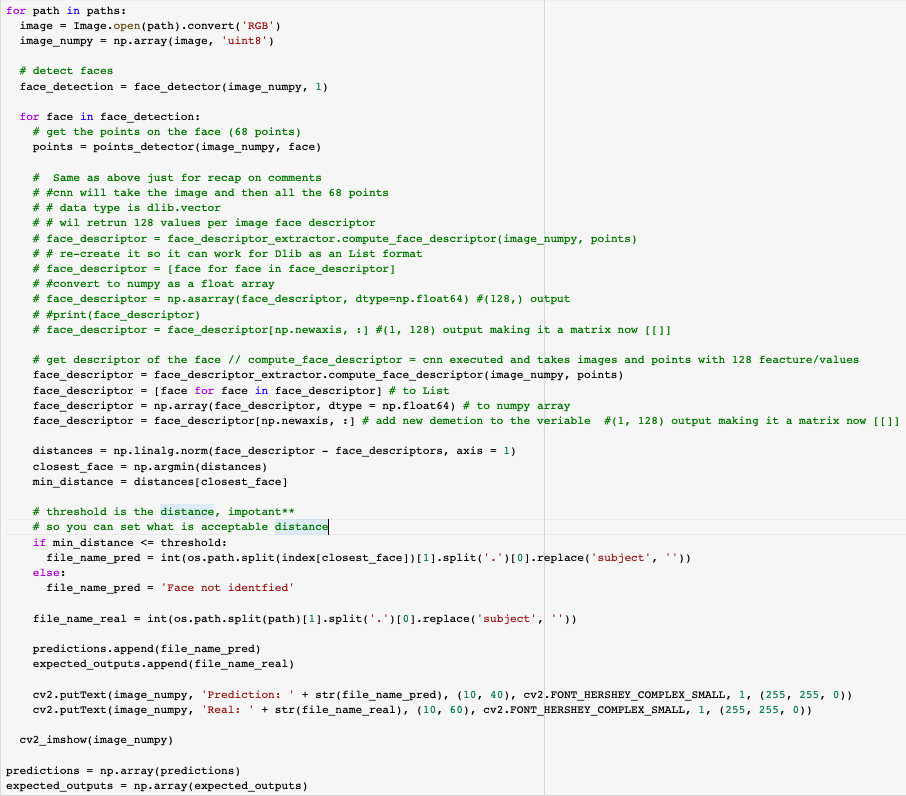 for path in paths:
  image = Image.open(path).convert('RGB')
  image_numpy = np.array(image, 'uint8')

  # detect faces
  face_detection = face_detector(image_numpy, 1)

  for face in face_detection:
    # get the points on the face (68 points)
    points = points_detector(image_numpy, face)

    #  Same as above just for recap on comments
    # #cnn will take the image and then all the 68 points
    # # data type is dlib.vector
    # # wil retrun 128 values per image face descriptor
    # face_descriptor = face_descriptor_extractor.compute_face_descriptor(image_numpy, points)
    # # re-create it so it can work for Dlib as an List format
    # face_descriptor = [face for face in face_descriptor]
    # #convert to numpy as a float array
    # face_descriptor = np.asarray(face_descriptor, dtype=np.float64) #(128,) output
    # #print(face_descriptor)
    # face_descriptor = face_descriptor[np.newaxis, :] #(1, 128) output making it a matrix now [[]]

    # get descriptor of the face // compute_face_descriptor = cnn executed and takes images and points with 128 feacture/values
    face_descriptor = face_descriptor_extractor.compute_face_descriptor(image_numpy, points)
    face_descriptor = [face for face in face_descriptor] # to List
    face_descriptor = np.array(face_descriptor, dtype = np.float64) # to numpy array
    face_descriptor = face_descriptor[np.newaxis, :] # add new demetion to the veriable  #(1, 128) output making it a matrix now [[]]

    distances = np.linalg.norm(face_descriptor - face_descriptors, axis = 1)
    closest_face = np.argmin(distances)
    min_distance = distances[closest_face]

    # threshold is the distance, impotant**
    # so you can set what is acceptable distance
    if min_distance <= threshold:
      file_name_pred = int(os.path.split(index[closest_face])[1].split('.')[0].replace('subject', ''))
    else:
      file_name_pred = 'Face not identfied'

    file_name_real = int(os.path.split(path)[1].split('.')[0].replace('subject', ''))

    predictions.append(file_name_pred)
    expected_outputs.append(file_name_real)

    cv2.putText(image_numpy, 'Prediction: ' + str(file_name_pred), (10, 40), cv2.FONT_HERSHEY_COMPLEX_SMALL, 1, (255, 255, 0))
    cv2.putText(image_numpy, 'Real: ' + str(file_name_real), (10, 60), cv2.FONT_HERSHEY_COMPLEX_SMALL, 1, (255, 255, 0))

  cv2_imshow(image_numpy)

predictions = np.array(predictions)
expected_outputs = np.array(expected_outputs)